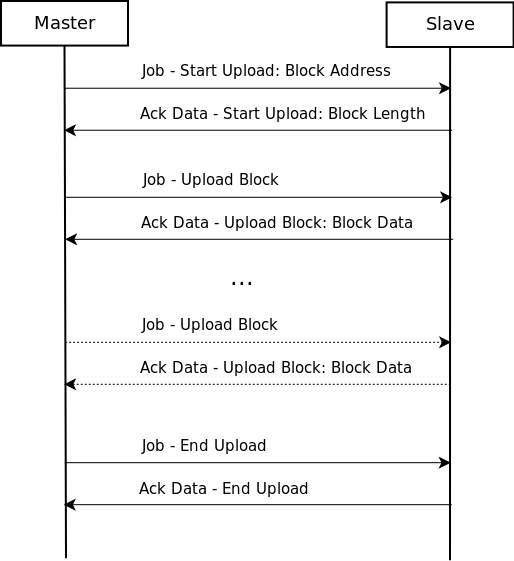 Master
Slave
Job - Start Upload: Block Address
Ack Data - Start Upload: Block Length
Job - Upload Block
Ack Data - Upload Block: Block Data
...
Job - Upload Block
Ack Data - Upload Block: Block Data
Job - End Upload
Ack Data - End Upload